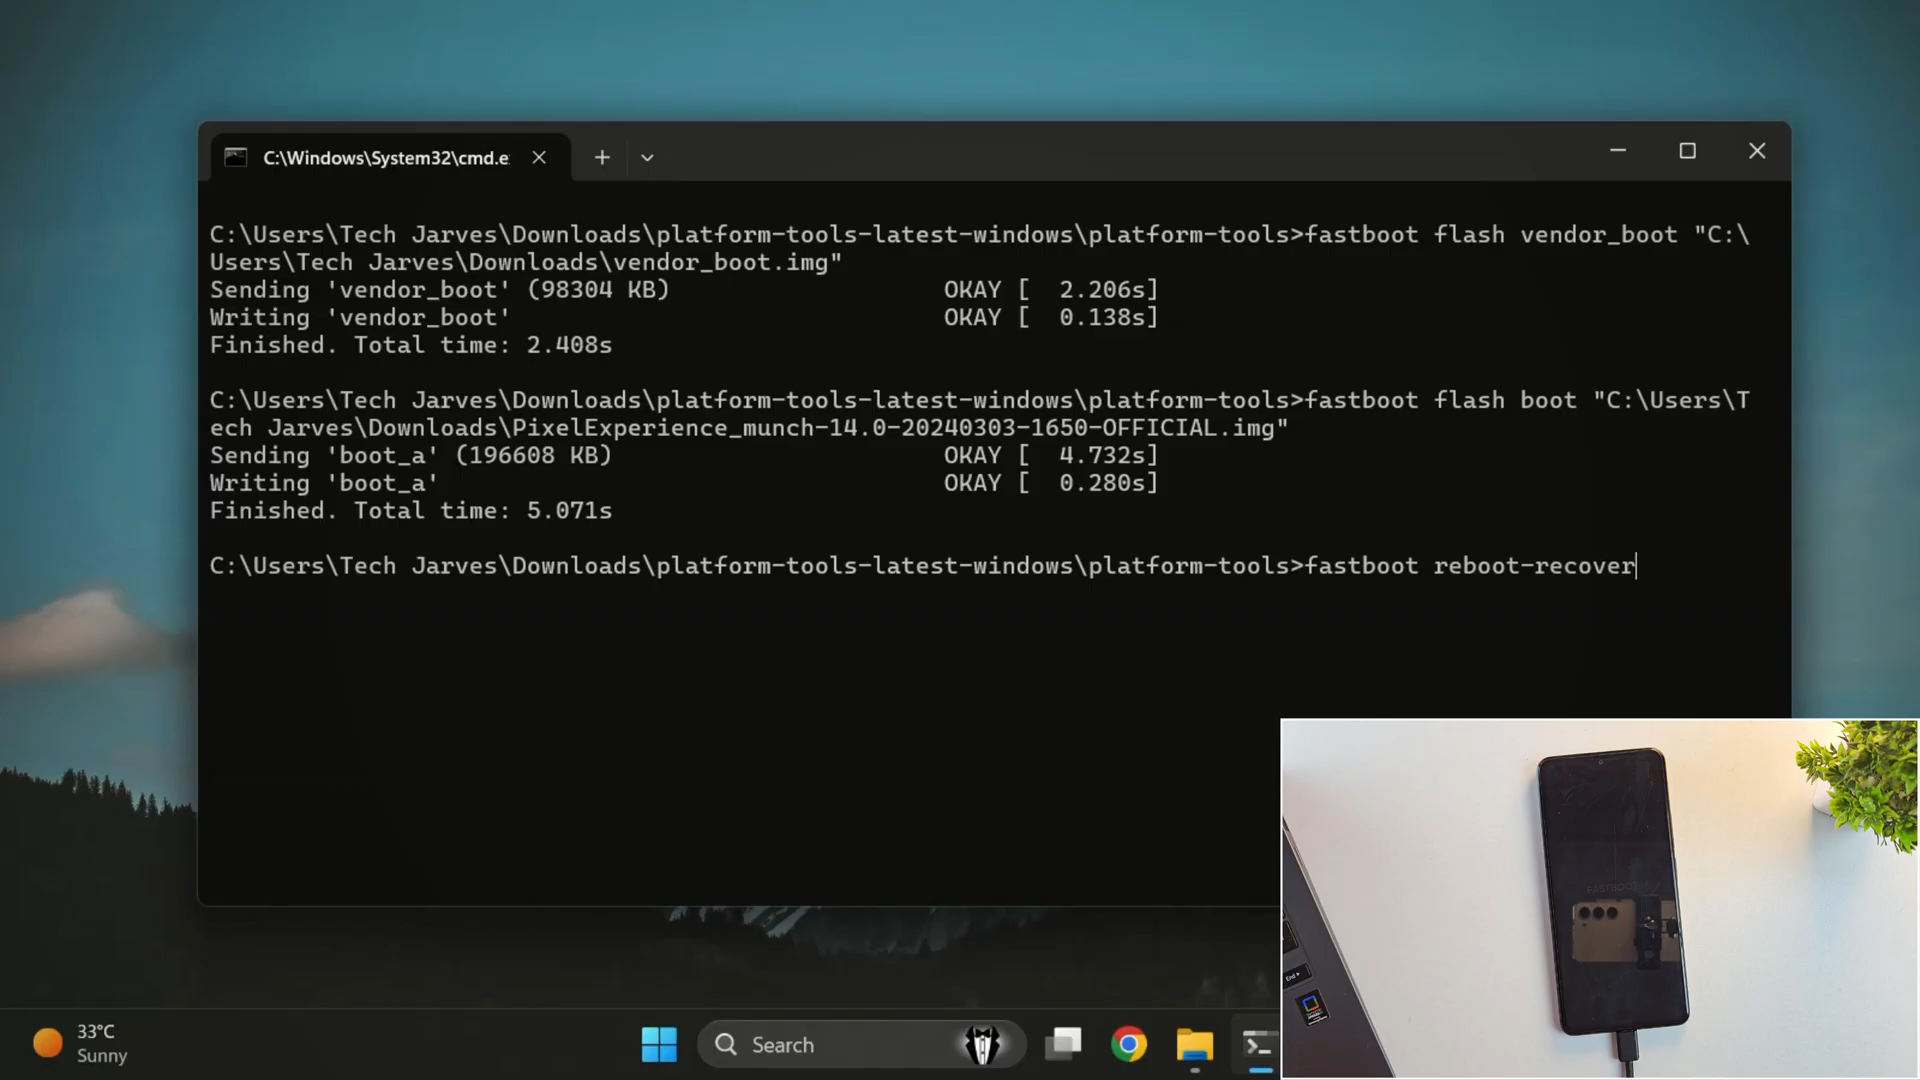 C:\Windows\System32\cmd.e
C:\Users\Tech Jarves\Downloads\platform-tools-latest-windows\platform-tools>fastboot flash vendor_boot "C:\
Users\Tech Jarves\Downloads\vendor_boot.img"
Sending 'vendor_boot' (98304 KB) OKAY [ 2.206s]
Writing 'vendor_boot' OKAY [ 0.138s]
Finished. Total time: 2.408s
C:\Users\Tech Jarves\Downloads\platform-tools-latest-windows\platform-tools>fastboot flash boot "C:\Users\T
ech Jarves\Downloads\PixelExperience_munch-14.0-20240303-1650-OFFICIAL.img"
Sending 'boot_a' (196608 KB) OKAY [ 4.732s]
Writing 'boot_a' OKAY [ 0.280s]
Finished. Total time: 5.071s
C:\Users\Tech Jarves\Downloads\platform-tools-latest-windows\platform-tools>fastboot reboot-recover
FASTBOOT
End
33°C
Sunny
Search